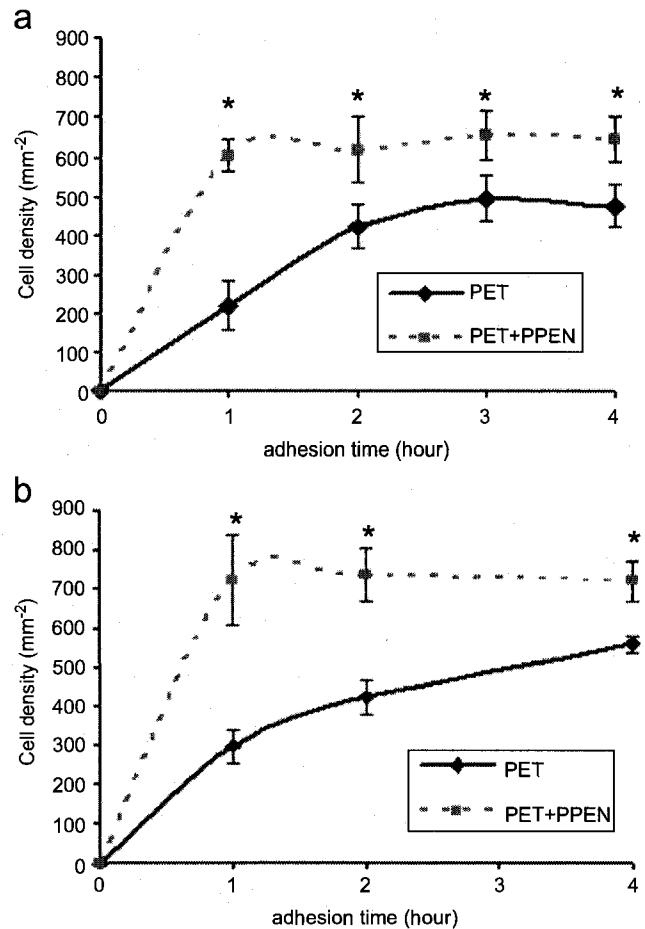 a
900
800
700
600
500
400
300
200
100
0
Cell density (mm-2)
* * * *
PET
PET+PPEN
0 1 2 3 4
adhesion time (hour)
b
900
800
700
600
500
400
300
200
100
0
Cell density (mm-2)
* * *
PET
PET+PPEN
0 1 2 3 4
adhesion time (hour)